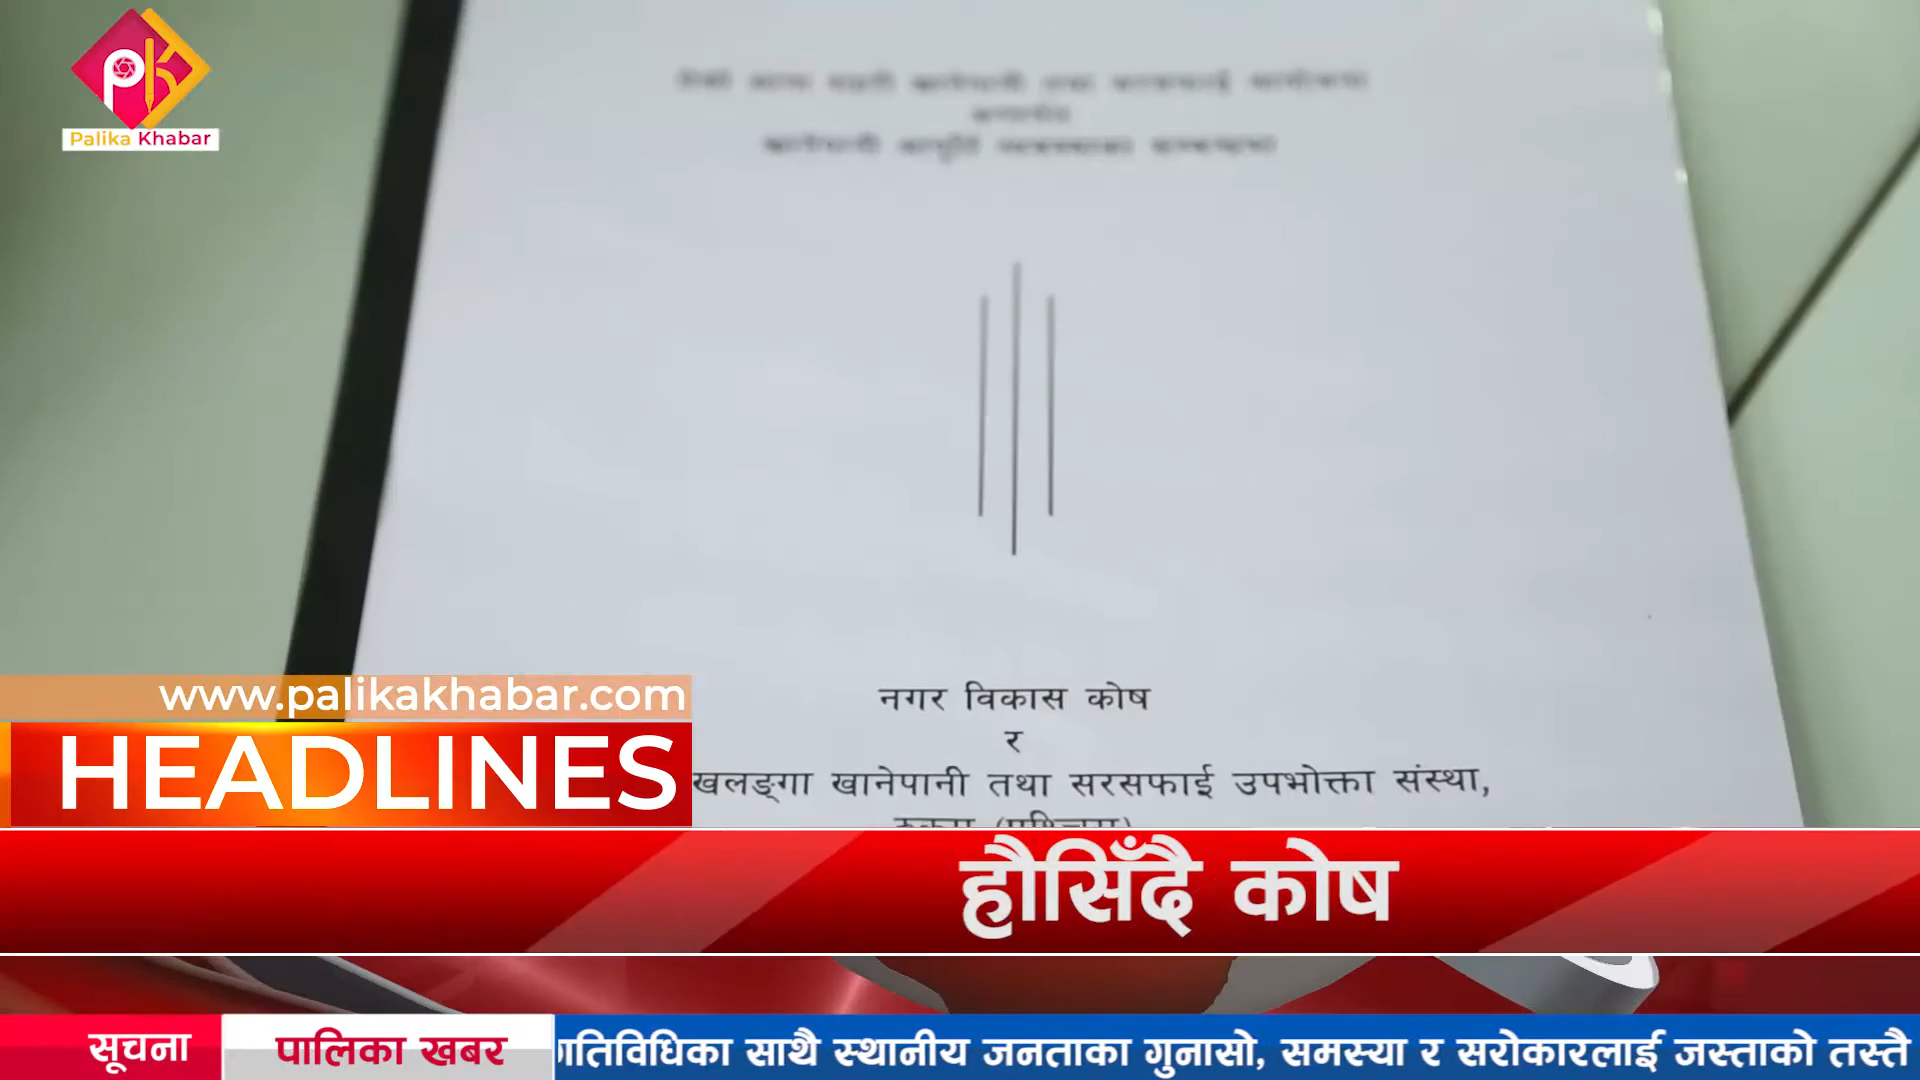 Palika Khabar
नगर विकास कोष
र
खलङ्गा खानेपानी तथा सरसफाई उपभोक्ता संस्था,
www.palikakhabar.com
HEADLINES
हौसिँदै कोष
सूचना
पालिका खबर
गतिविधिका साथै स्थानीय जनताका गुनासो, समस्या र सरोकारलाई जस्ताको तस्तै